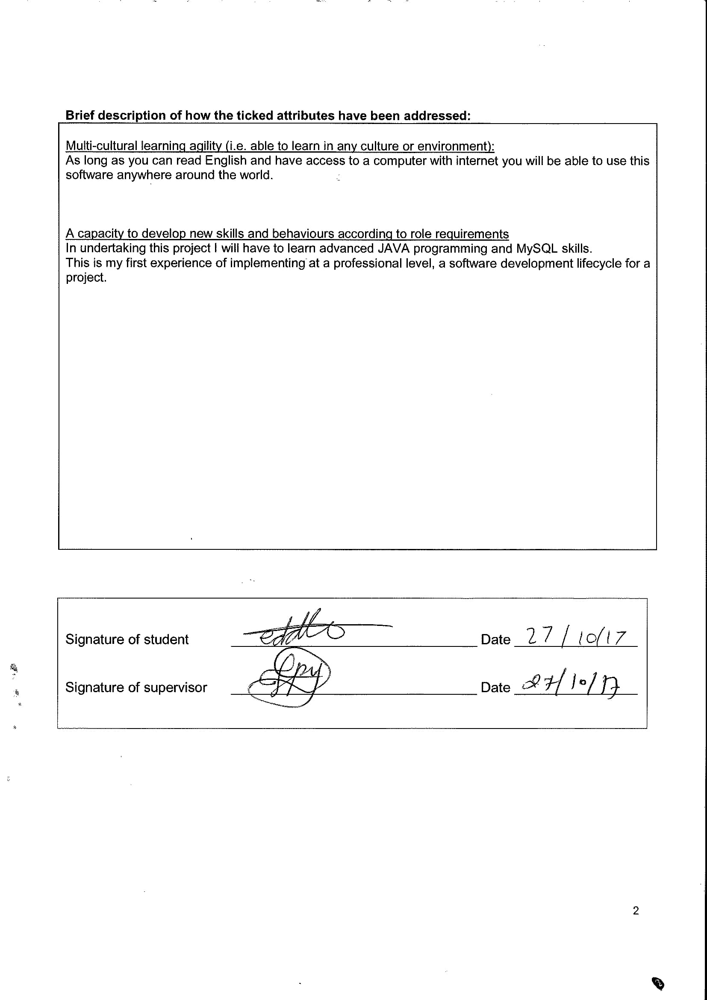 Brief description of how the ticked attributes have been addressed:
Multi-cultural learning agility (i.e. able to learn in any culture or environment):
As long as you can read English and have access to a computer with internet you will be able to use this
software anywhere around the world.
A capacity to develop new skills and behaviours according to role requirements
In undertaking this project I will have to learn advanced JAVA programming and MySQL skills.
This is my first experience of implementing at a professional level, a software development lifecycle for a
project.
Signature of student Date 27/10/17
Signature of supervisor Date 27/10/17
2